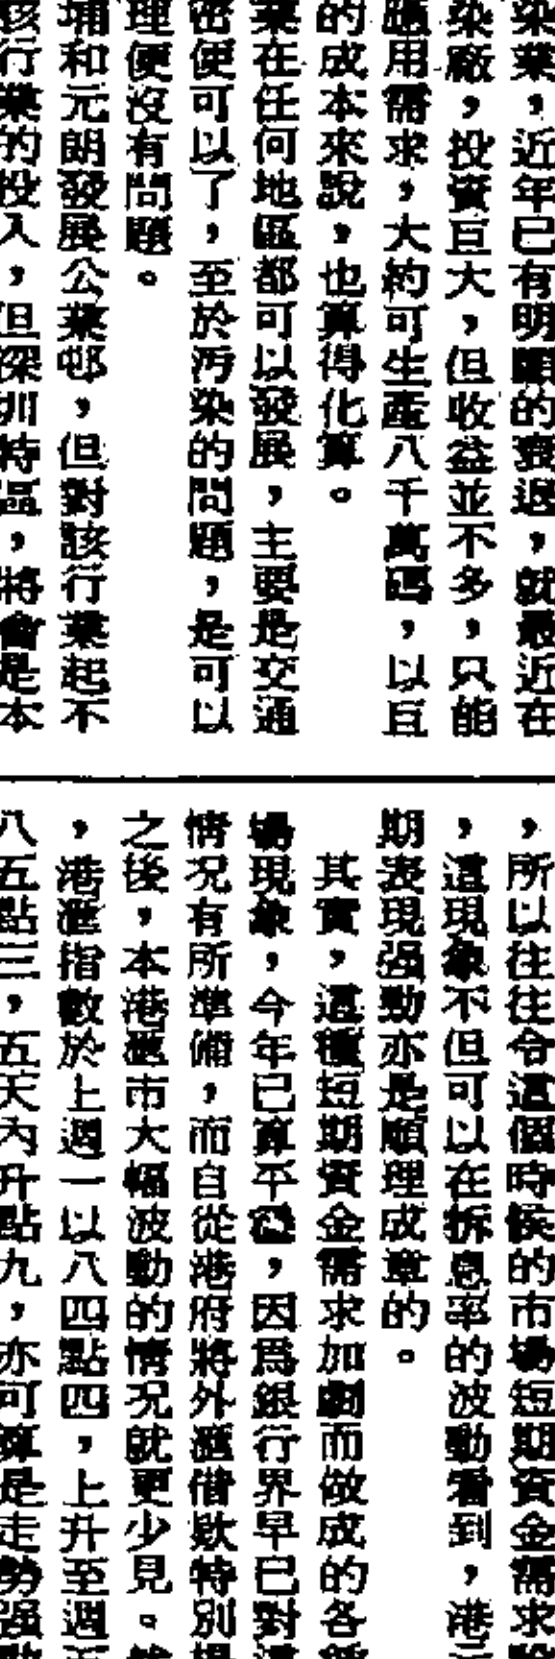 染業，近年已有明顯的衰退，就最近在
染廠，投資巨大，但收益並不多，只能
應用需求，大約可生產八千萬碼，以巨
的成本來說，也算得化算。
業在任何地區都可以發展，主要是交通
密便可以了，至於污染的問題，是可以
理便沒有問題。
埔和元朗發展公業邨，但對該行業起不
該行業的投入，但深圳特區，將會是本
，所以往往令這個時候的市場短期資金需求
，這現象不但可以在拆息率的波動看到，港
期表現强勁亦是順理成章的。
其實，這種短期資金需求加劇而做成的各種
場現象，今年已算平穩，因爲銀行界早已對這
情况有所準備，而自從港府將外滙借欵特別
之後，本港滙市大幅波動的情况就更少見。
，港滙指數於上週一以八四點四，上升至週五
八五點三，五天內升點九，亦可算是走勢强勁